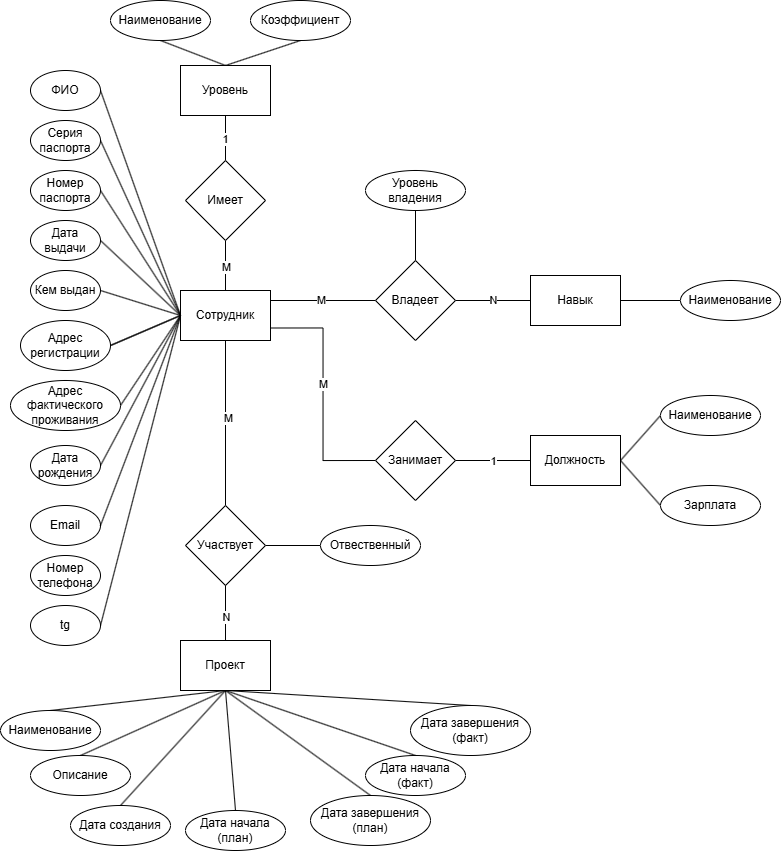 Наименование
Коэффициент
Уровень
ФИО
1
Серия
паспорта
Номер
паспорта
Имеет
Уровень
владения
Дата
выдачи
M
Кем выдан
Сотрудник
M
Владеет
N
Навык
Наименование
Адрес
регистрации
M
Адрес
фактического
проживания
M
Наименование
Дата
рождения
Занимает
1
Должность
Зарплата
Email
Участвует
Отвественный
Номер
телефона
N
tg
Проект
Наименование
Дата завершения
(факт)
Описание
Дата начала
(факт)
Дата создания
Дата начала
(план)
Дата завершения
(план)